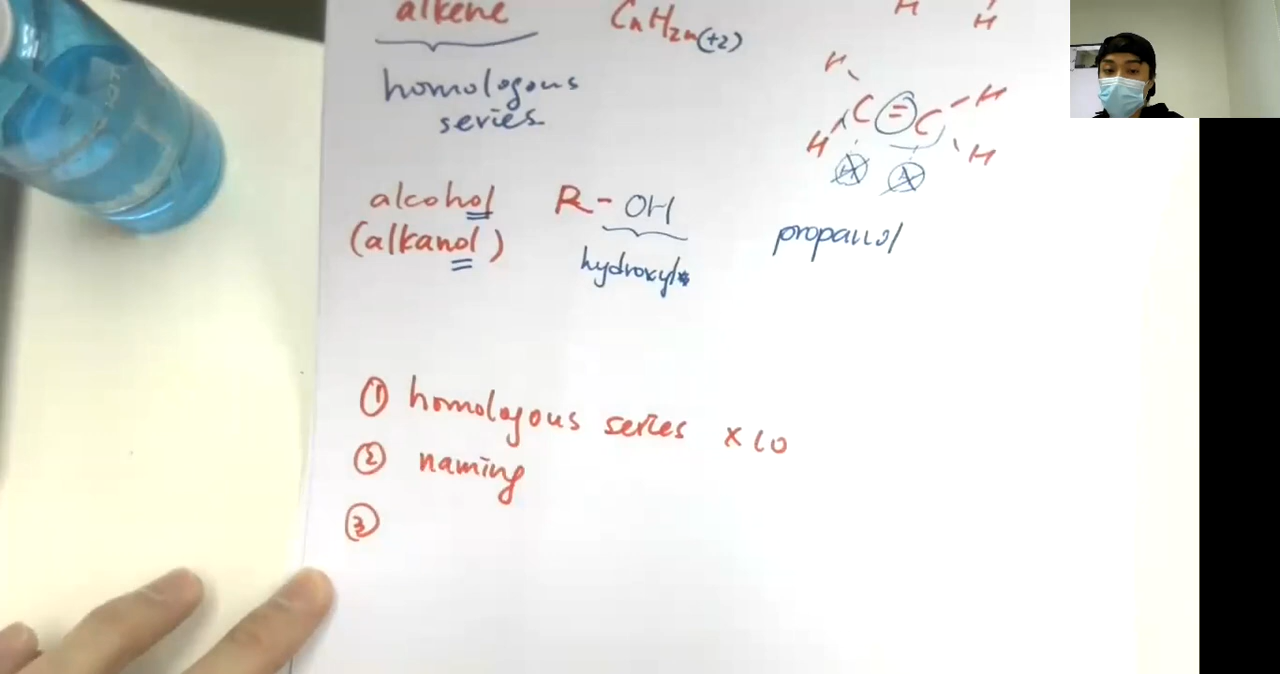 alkene CnH2n(+2) H H
homologous
series
H
C = C H
H H
alcohol R-OH
(alkanol) hydroxyl propanol
① homologous series x10
② naming
③